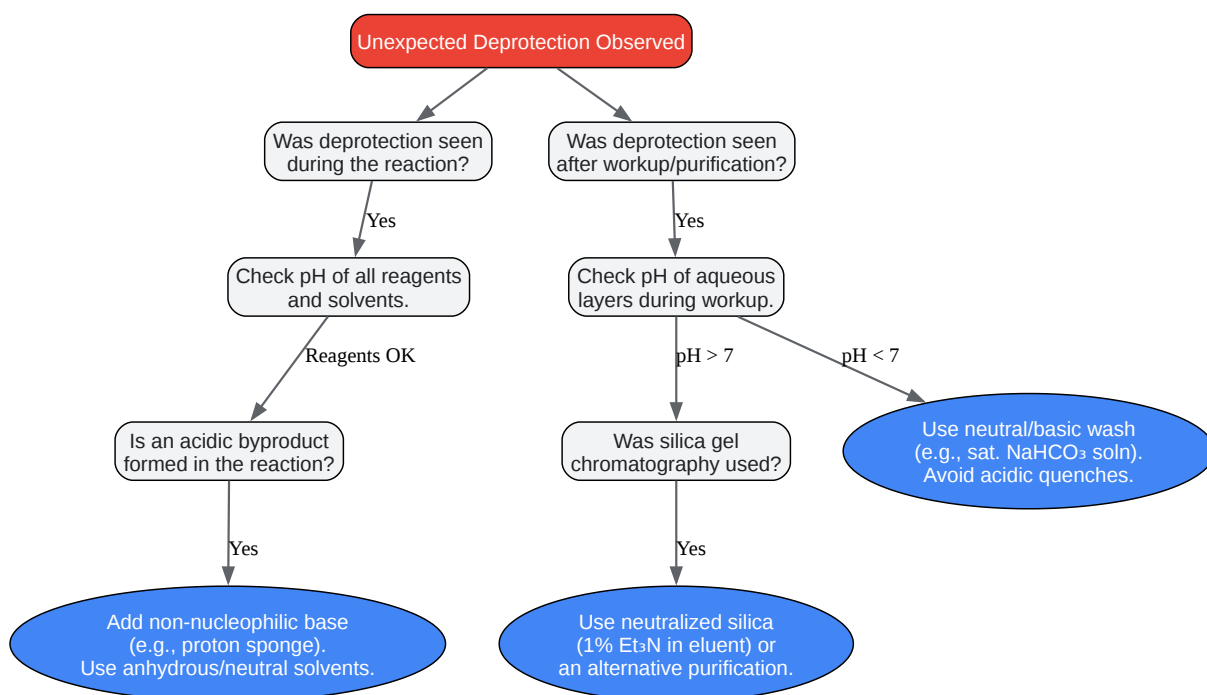 Unexpected Deprotection Observed
Was deprotection seen
during the reaction?
Was deprotection seen
after workup/purification?
Yes
Yes
Check pH of all reagents
and solvents.
Check pH of aqueous
layers during workup.
Reagents OK
pH > 7
pH < 7
Is an acidic byproduct
formed in the reaction?
Was silica gel
chromatography used?
Use neutral/basic wash
(e.g., sat. NaHCO₃ soln).
Avoid acidic quenches.
Yes
Yes
Add non-nucleophilic base
(e.g., proton sponge).
Use anhydrous/neutral solvents.
Use neutralized silica
(1% Et₃N in eluent) or
an alternative purification.